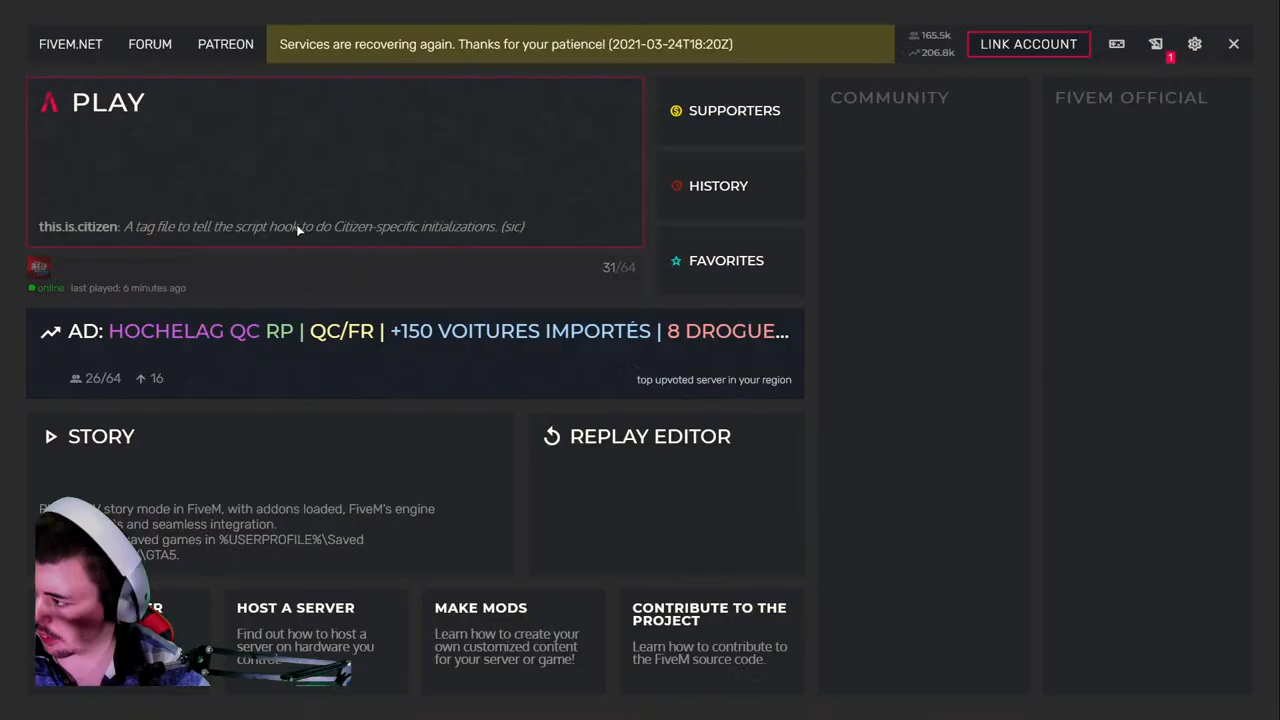 FIVEM.NET
FORUM
PATREON
Services are recovering again. Thanks for your patience! (2021-03-24T18:20Z)
165.5k
206.8k
LINK ACCOUNT
1
PLAY
this.is.citizen: A tag file to tell the script hook to do Citizen-specific initializations. (sic)
31/64
online last played: 6 minutes ago
SUPPORTERS
HISTORY
FAVORITES
COMMUNITY
FIVEM OFFICIAL
AD: HOCHELAG QC RP | QC/FR | +150 VOITURES IMPORTÉS | 8 DROGUE...
26/64 16
top upvoted server in your region
STORY
story mode in FiveM, with addons loaded, FiveM's engine
and seamless integration.
games in %USERPROFILE%\Saved
\GTA5.
REPLAY EDITOR
HOST A SERVER
Find out how to host a
server on hardware you
control.
MAKE MODS
Learn how to create your
own customized content
for your server or game!
CONTRIBUTE TO THE
PROJECT
Learn how to contribute to
the FiveM source code.